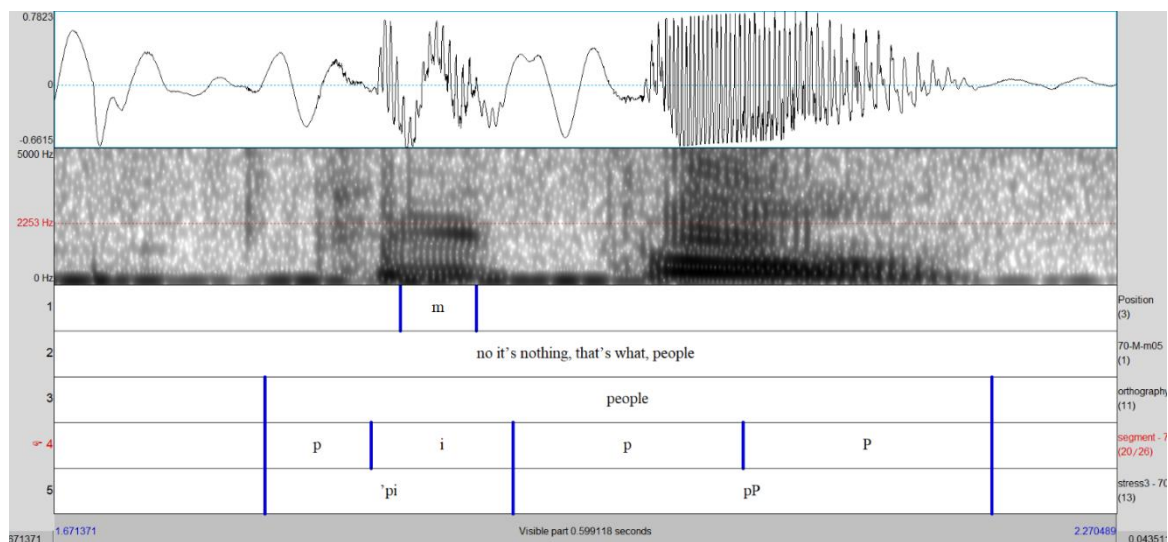 0.7823
0
-0.6615
5000 Hz
2253 Hz
0 Hz
1 m Position
(3)
2 no it's nothing, that's what, people 70-M-m05
(1)
3 people orthography
(11)
4 p i p P segment - 7
(20/26)
5 'pi pP stress3 - 70
(13)
1.671371 Visible part 0.599118 seconds 2.270489
671371 0.043511